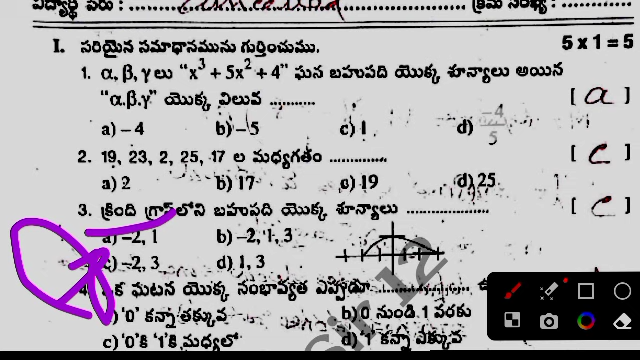 విద్యార్థి పేరు : క్రమ సంఖ్య :
I. సరియైన సమాధానమును గుర్తించుము. 5 x 1 = 5
1. α, β, γ లు "x³ + 5x² + 4" ఘన బహుపది యొక్క శూన్యాలు అయిన
"α.β.γ" యొక్క విలువ ........... [ a ]
a) – 4 b) – 5 c) 1 d) –4/5
2. 19, 23, 2, 25, 17 ల మధ్యగతం .............. [ c ]
a) 2 b) 17 c) 19 d) 25
3. క్రింది గ్రాఫ్‌లోని బహుపది యొక్క శూన్యాలు .................... [ c ]
a) –2, 1 b) –2, 1, 3
c) –2, 3 d) 1, 3
ఒక ఘటన యొక్క సంభావ్యత ఎప్పుడూ
'0' కన్నా తక్కువ b) 0 నుండి 1 వరకు
c) '0'కి '1'కి మధ్యలో d) 1 కన్నా ఎక్కువ